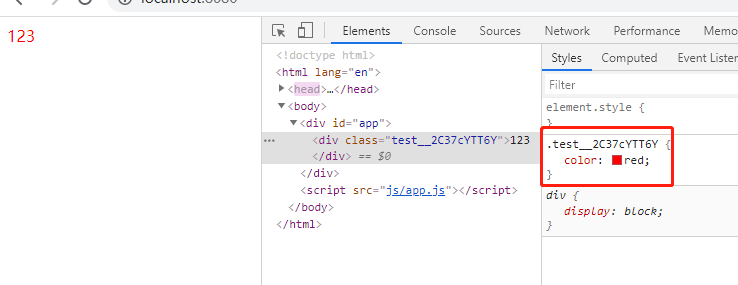 localhost:8080
123
Elements Console Sources Network Performance Memo
<!doctype html>
<html lang="en">
<head>…</head>
<body>
<div id="app">
<div class="test__2C37cYTT6Y">123
</div> == $0
</div>
<script src="js/app.js"></script>
</body>
</html>
Styles Computed Event Listen
Filter
element.style {
}
.test__2C37cYTT6Y {
color: red;
}
div {
display: block;
}